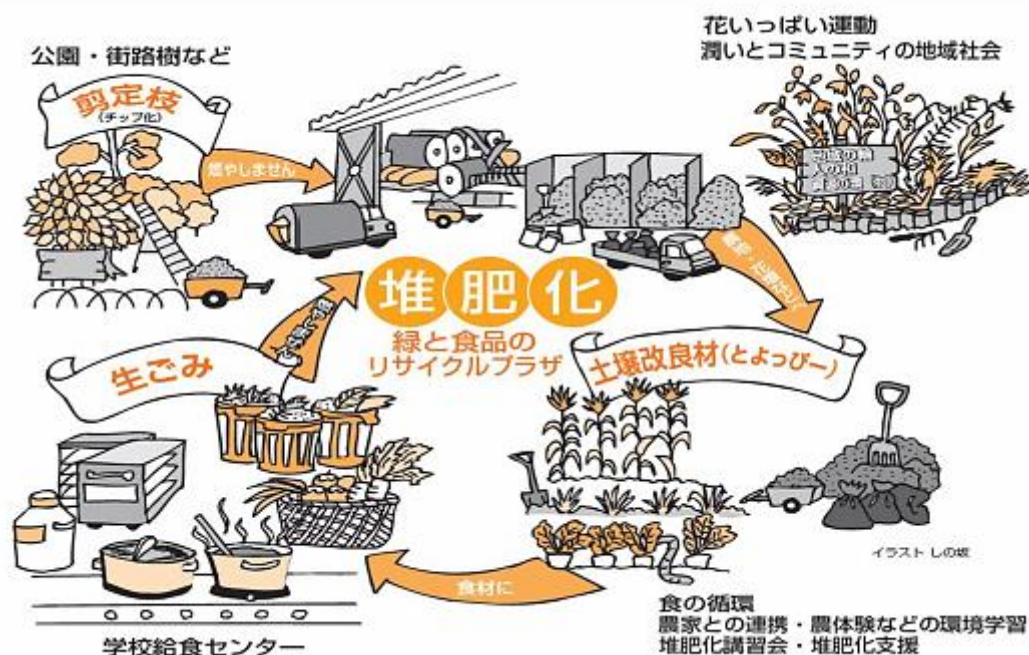 公園・街路樹など
剪定枝
(チップ化)
燃やしません
花いっぱい運動
潤いとコミュニティの地域社会
堆肥化
緑と食品の
リサイクルプラザ
生ごみ
土壌改良材(とよっぴー)
食材に
学校給食センター
イラスト しの坂
食の循環
農家との連携・農体験などの環境学習
堆肥化講習会・堆肥化支援